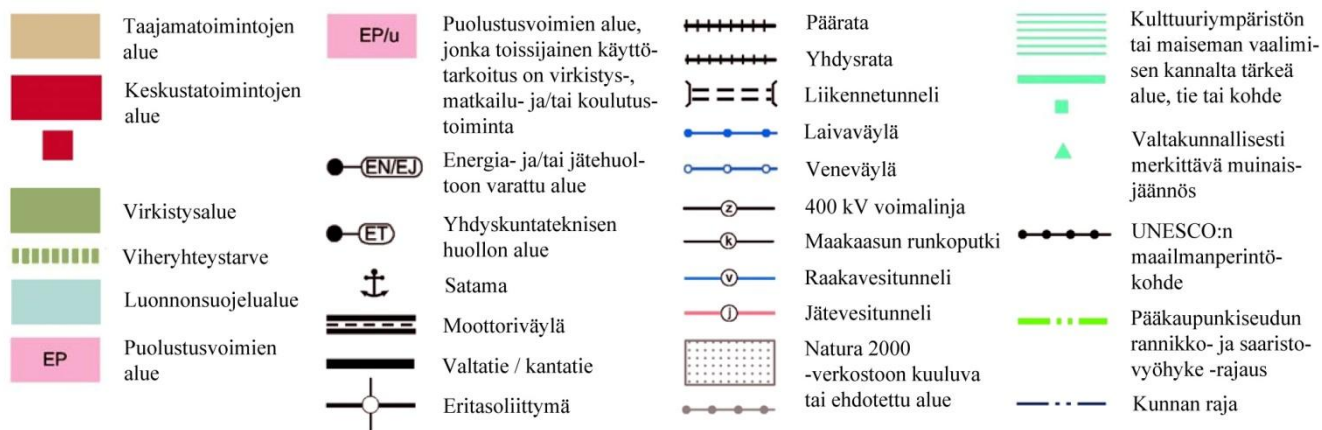 Taajamatoimintojen
alue
Keskustatoimintojen
alue
Virkistysalue
Viheryhteystarve
Luonnonsuojelualue
EP
Puolustusvoimien
alue
EP/u
Puolustusvoimien alue,
jonka toissijainen käyttö-
tarkoitus on virkistys-,
matkailu- ja/tai koulutus-
toiminta
EN/EJ
Energia- ja/tai jätehuol-
toon varattu alue
ET
Yhdyskuntateknisen
huollon alue
Satama
Moottoriväylä
Valtatie / kantatie
Eritasoliittymä
Päärata
Yhdysrata
Liikennetunneli
Laivaväylä
Veneväylä
z
400 kV voimalinja
k
Maakaasun runkoputki
v
Raakavesitunneli
j
Jätevesitunneli
Natura 2000
-verkostoon kuuluva
tai ehdotettu alue
Kulttuuriympäristön
tai maiseman vaalimi-
sen kannalta tärkeä
alue, tie tai kohde
Valtakunnallisesti
merkittävä muinais-
jäännös
UNESCO:n
maailmanperintö-
kohde
Pääkaupunkiseudun
rannikko- ja saaristo-
vyöhyke -rajaus
Kunnan raja